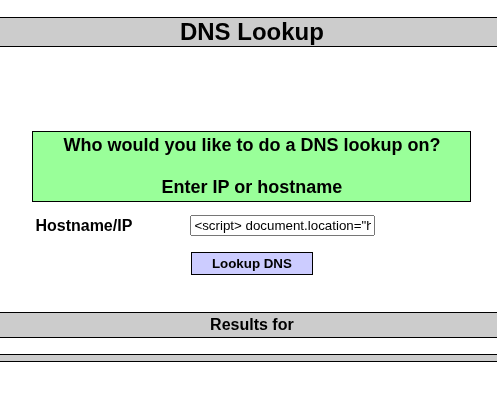 DNS Lookup
Who would you like to do a DNS lookup on?
Enter IP or hostname
Hostname/IP
<script> document.location="h
Lookup DNS
Results for